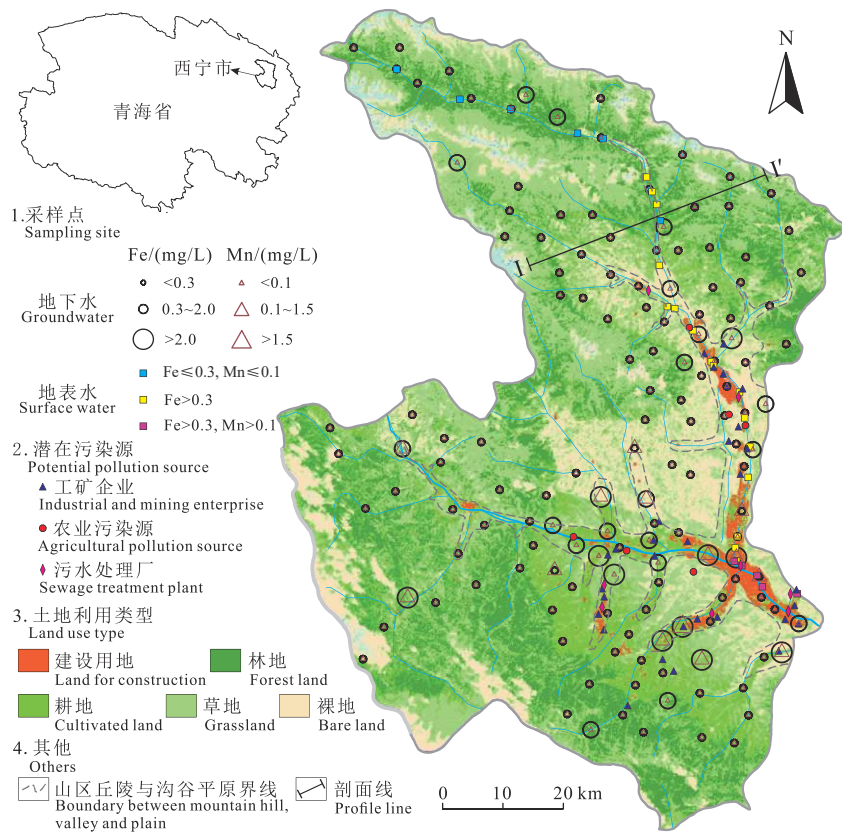 西宁市
青海省
N
I
I'
1.采样点
Sampling site
Fe/(mg/L) Mn/(mg/L)
地下水
Groundwater
<0.3 <0.1
0.3~2.0 0.1~1.5
>2.0 >1.5
地表水
Surface water
Fe≤0.3, Mn≤0.1
Fe>0.3
Fe>0.3, Mn>0.1
2.潜在污染源
Potential pollution source
工矿企业
Industrial and mining enterprise
农业污染源
Agricultural pollution source
污水处理厂
Sewage treatment plant
3.土地利用类型
Land use type
建设用地 林地
Land for construction Forest land
耕地 草地 裸地
Cultivated land Grassland Bare land
4.其他
Others
山区丘陵与沟谷平原界线 剖面线
Boundary between mountain hill, Profile line
valley and plain
0 10 20 km